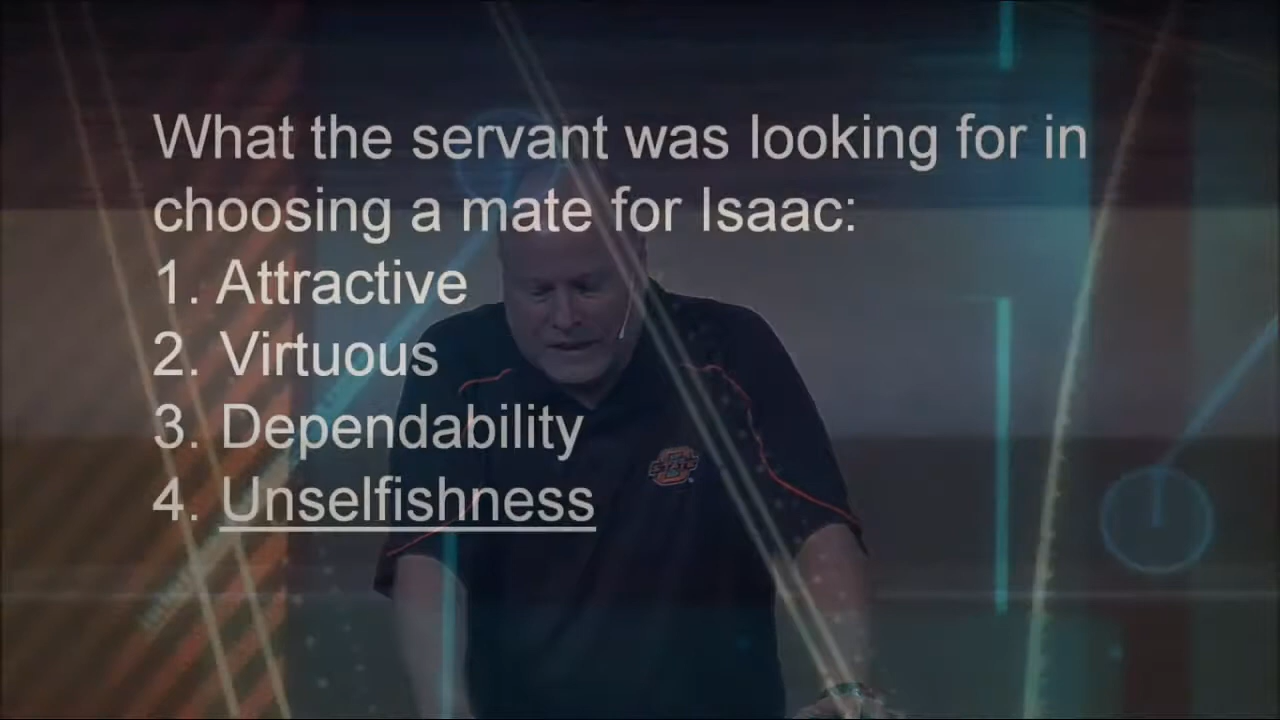 What the servant was looking for in
choosing a mate for Isaac:
1. Attractive
2. Virtuous
3. Dependability
4. Unselfishness
STATE